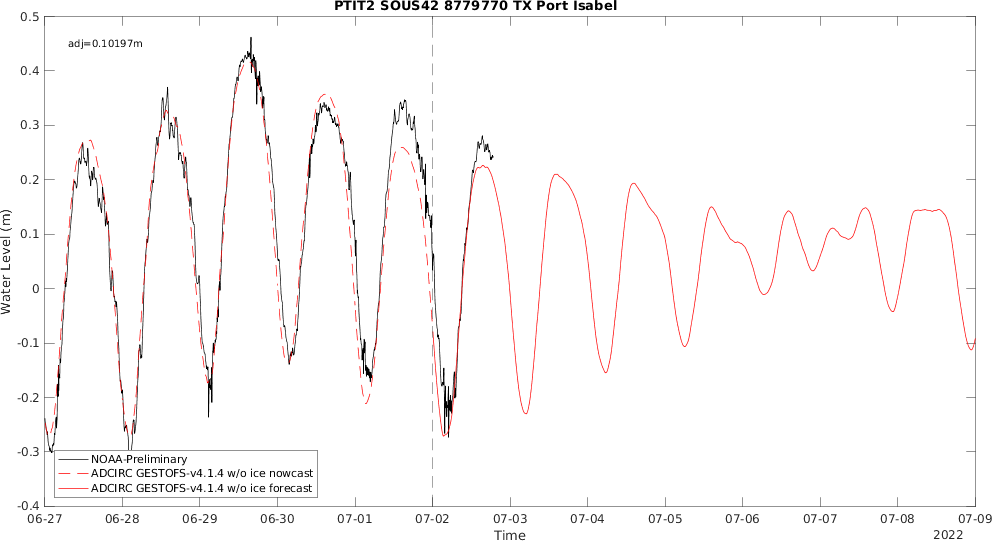 PTIT2 SOUS42 8779770 TX Port Isabel
adj=0.10197m
0.5
0.4
0.3
0.2
0.1
0
-0.1
-0.2
-0.3
-0.4
Water Level (m)
NOAA-Preliminary
ADCIRC GESTOFS-v4.1.4 w/o ice nowcast
ADCIRC GESTOFS-v4.1.4 w/o ice forecast
06-27 06-28 06-29 06-30 07-01 07-02 07-03 07-04 07-05 07-06 07-07 07-08 07-09
Time
2022